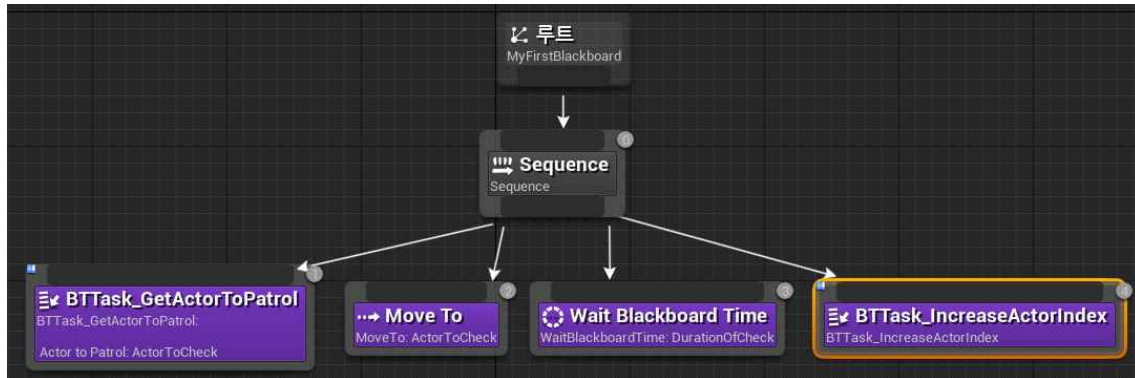 루트
MyFirstBlackboard
0
Sequence
Sequence
1
BTTask_GetActorToPatrol
BTTask_GetActorToPatrol:
Actor to Patrol: ActorToCheck
2
Move To
MoveTo: ActorToCheck
3
Wait Blackboard Time
WaitBlackboardTime: DurationOfCheck
4
BTTask_IncreaseActorIndex
BTTask_IncreaseActorIndex